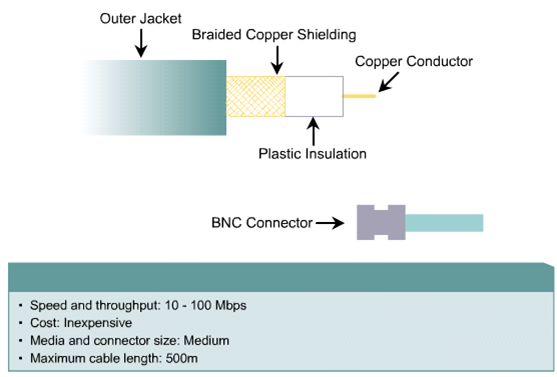 Outer Jacket
Braided Copper Shielding
Copper Conductor
Plastic Insulation
BNC Connector
• Speed and throughput: 10 - 100 Mbps
• Cost: Inexpensive
• Media and connector size: Medium
• Maximum cable length: 500m